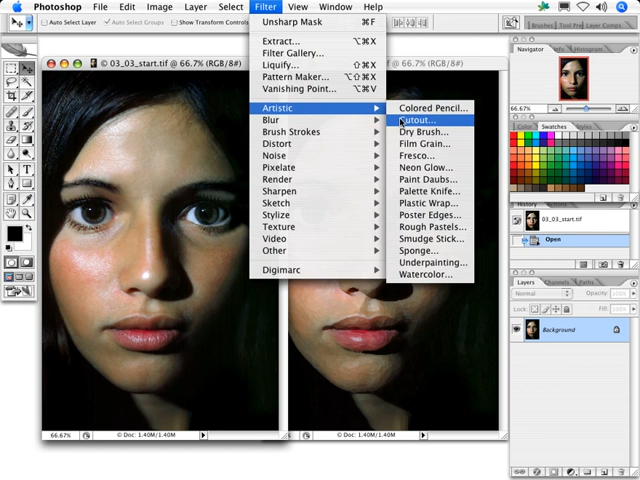 Photoshop File Edit Image Layer Select Filter View Window Help
Auto Select Layer Auto Select Groups Show Transform Controls
Brushes Tool Pre Layer Comps
Unsharp Mask ⌘F
Extract... ⌥⌘X
Filter Gallery...
Liquify... ⇧⌘X
Pattern Maker... ⌥⇧⌘X
Vanishing Point... ⌥⌘V
Artistic
Blur
Brush Strokes
Distort
Noise
Pixelate
Render
Sharpen
Sketch
Stylize
Texture
Video
Other
Digimarc
Colored Pencil...
Cutout...
Dry Brush...
Film Grain...
Fresco...
Neon Glow...
Paint Daubs...
Palette Knife...
Plastic Wrap...
Poster Edges...
Rough Pastels...
Smudge Stick...
Sponge...
Underpainting...
Watercolor...
© 03_03_start.tif @ 66.7% (RGB/8#)
@ 66.7% (RGB/8#)
66.67% © Doc: 1.40M/1.40M
© Doc: 1.40M/1.40M
Navigator Info Histogram
66.67%
Color Swatches Styles
History
03_03_start.tif
Open
Layers Channels Paths
Normal Opacity:
Lock: Fill:
Background